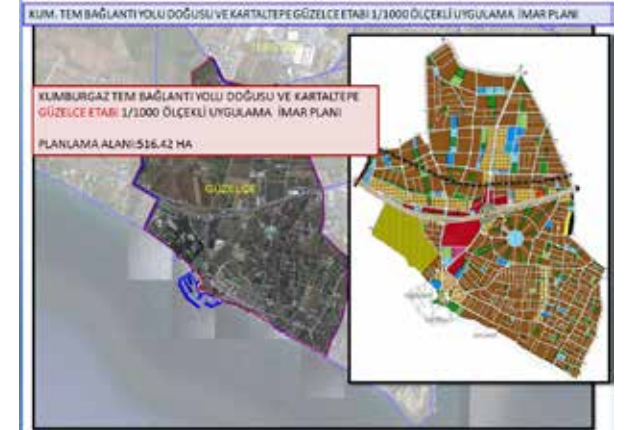 KUM. TEM BAĞLANTI YOLU DOĞUSU VE KARTALTEPE GÜZELCE ETABI 1/1000 ÖLÇEKLİ UYGULAMA İMAR PLANI
KUMBURGAZ TEM BAĞLANTI YOLU DOĞUSU VE KARTALTEPE
GÜZELCE ETABI 1/1000 ÖLÇEKLİ UYGULAMA İMAR PLANI
PLANLAMA ALANI:516.42 HA
GÜZELCE